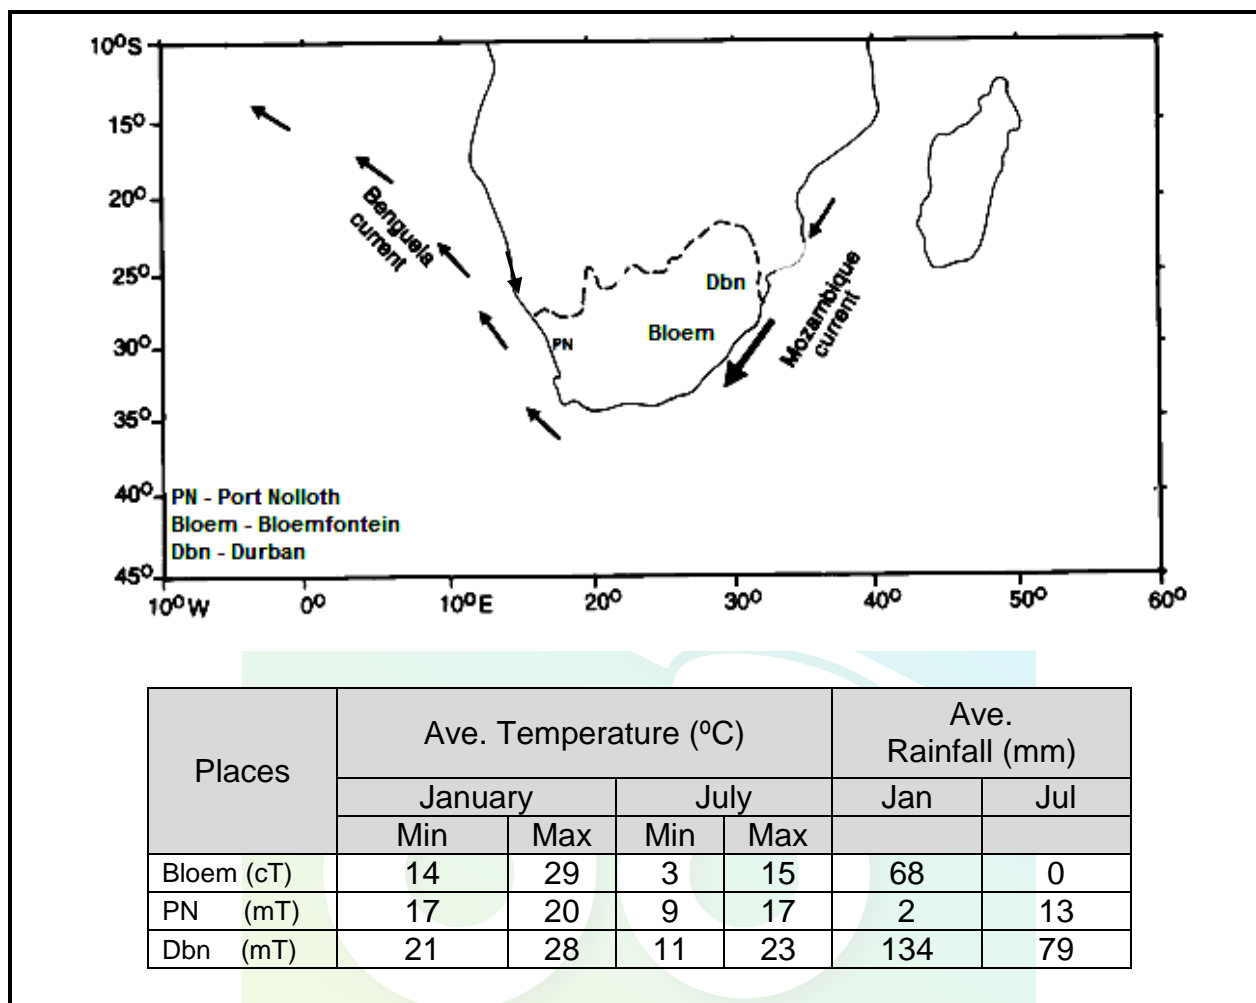 10⁰S
15⁰
20⁰
25⁰
30⁰
35⁰
40⁰
45⁰
10⁰W
0⁰
10⁰E
20⁰
30⁰
40⁰
50⁰
60⁰
Benguela
current
Mozambique
current
Dbn
Bloem
PN
PN - Port Nolloth
Bloem - Bloemfontein
Dbn - Durban
Places
Ave. Temperature (⁰C)
Ave.
Rainfall (mm)
January
July
Jan
Jul
Min
Max
Min
Max
Bloem (cT) 14 29 3 15 68 0
PN (mT) 17 20 9 17 2 13
Dbn (mT) 21 28 11 23 134 79